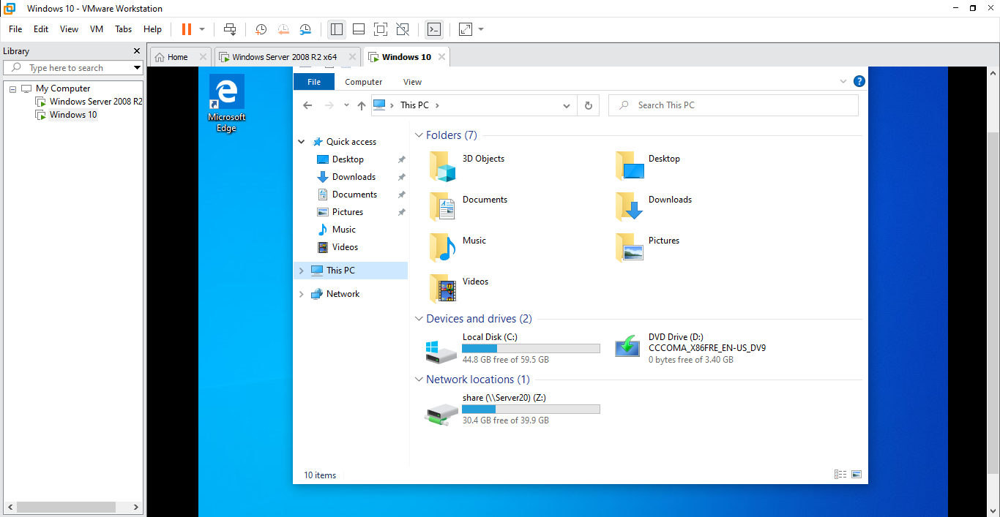 Windows 10 - VMware Workstation
File Edit View VM Tabs Help
Library
Type here to search
My Computer
Windows Server 2008 R2
Windows 10
Home
Windows Server 2008 R2 x64
Windows 10
Microsoft
Edge
File Computer View
This PC
Search This PC
Quick access
Desktop
Downloads
Documents
Pictures
Music
Videos
This PC
Network
Folders (7)
3D Objects
Desktop
Documents
Downloads
Music
Pictures
Videos
Devices and drives (2)
Local Disk (C:)
44.8 GB free of 59.5 GB
DVD Drive (D:)
CCCOMA_X86FRE_EN-US_DV9
0 bytes free of 3.40 GB
Network locations (1)
share (\\Server20) (Z:)
30.4 GB free of 39.9 GB
10 items